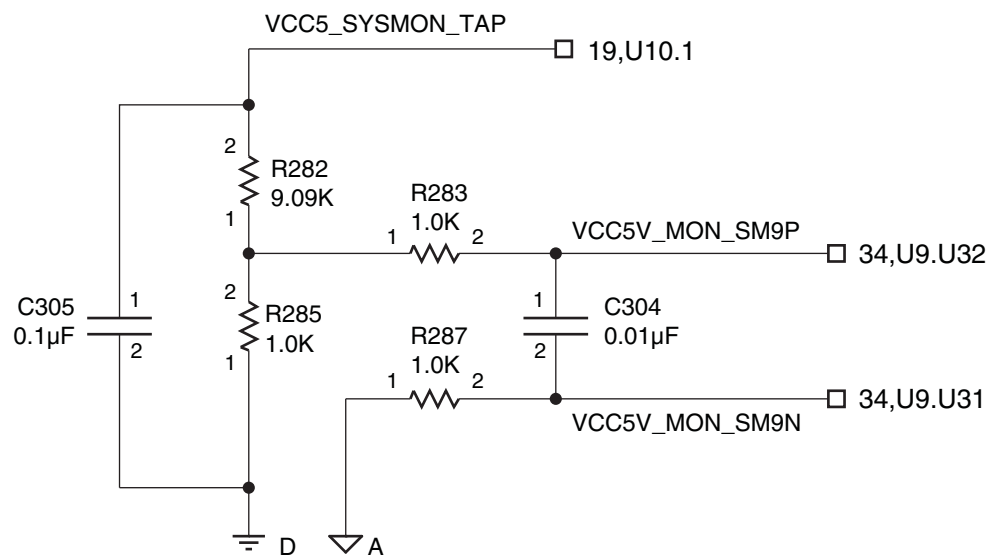 VCC5_SYSMON_TAP
19,U10.1
2
R282
9.09K
1
R283
1.0K
1
2
VCC5V_MON_SM9P
34,U9.U32
C305
0.1µF
1
2
2
R285
1.0K
1
1
C304
0.01µF
2
R287
1.0K
1
2
34,U9.U31
VCC5V_MON_SM9N
D
A